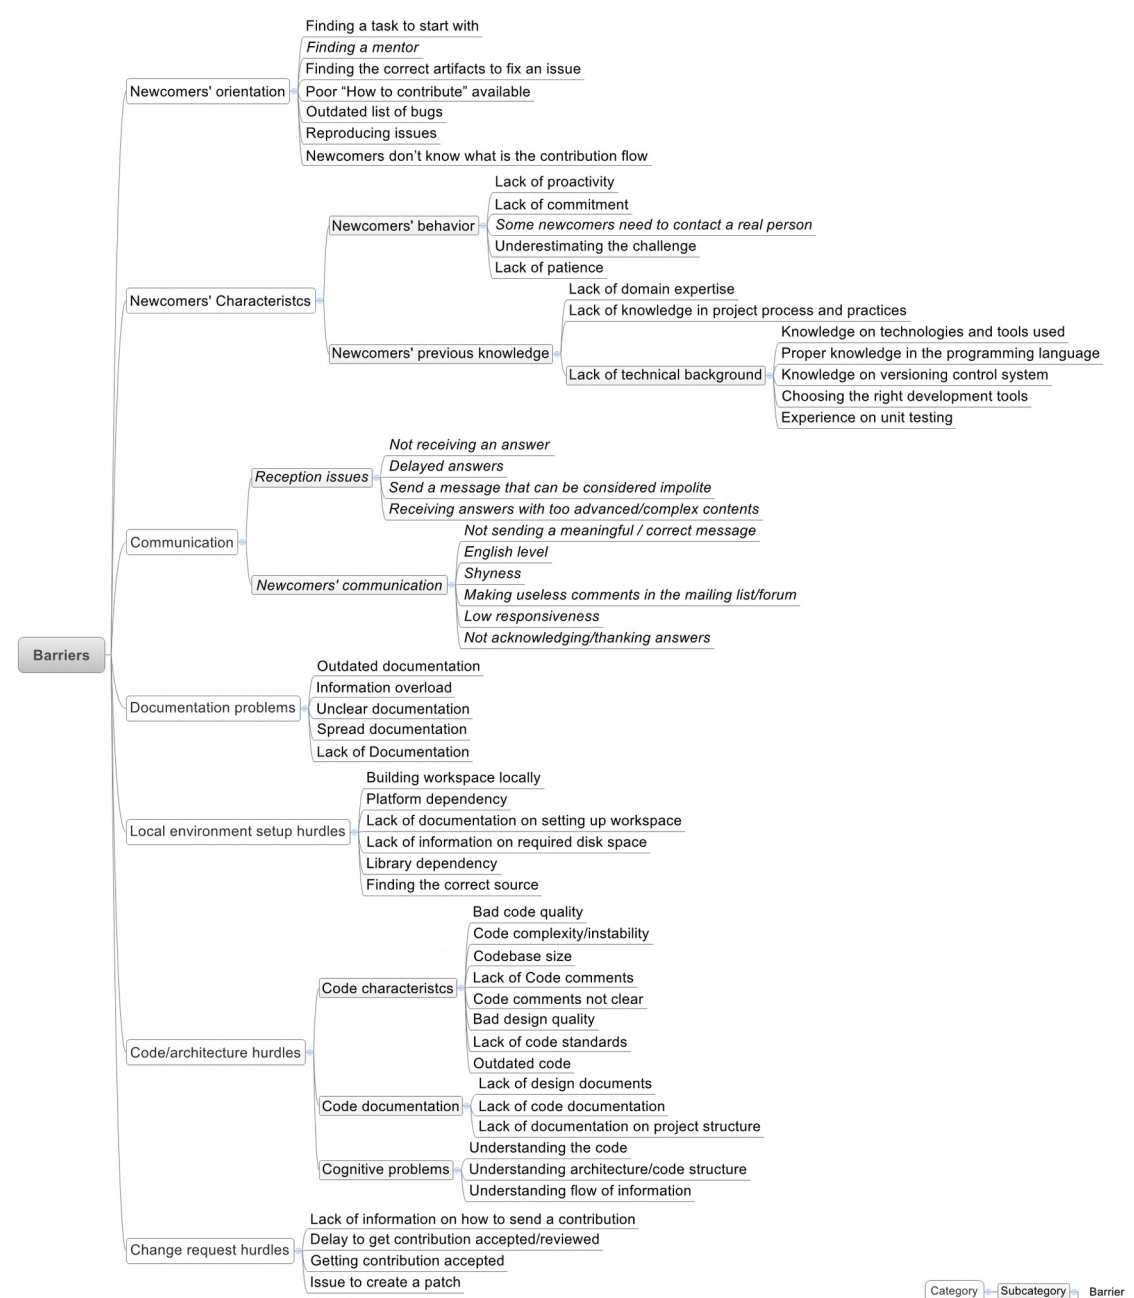 Finding a task to start with
Finding a mentor
Finding the correct artifacts to fix an issue
Newcomers' orientation
Poor “How to contribute” available
Outdated list of bugs
Reproducing issues
Newcomers don’t know what is the contribution flow
Lack of proactivity
Lack of commitment
Newcomers' behavior
Some newcomers need to contact a real person
Underestimating the challenge
Lack of patience
Newcomers' Characteristcs
Lack of domain expertise
Lack of knowledge in project process and practices
Newcomers' previous knowledge
Knowledge on technologies and tools used
Proper knowledge in the programming language
Lack of technical background
Knowledge on versioning control system
Choosing the right development tools
Experience on unit testing
Not receiving an answer
Delayed answers
Reception issues
Send a message that can be considered impolite
Receiving answers with too advanced/complex contents
Communication
Not sending a meaningful / correct message
English level
Shyness
Newcomers' communication
Making useless comments in the mailing list/forum
Low responsiveness
Not acknowledging/thanking answers
Barriers
Outdated documentation
Information overload
Documentation problems
Unclear documentation
Spread documentation
Lack of Documentation
Building workspace locally
Platform dependency
Lack of documentation on setting up workspace
Local environment setup hurdles
Lack of information on required disk space
Library dependency
Finding the correct source
Bad code quality
Code complexity/instability
Codebase size
Lack of Code comments
Code characteristcs
Code comments not clear
Bad design quality
Lack of code standards
Outdated code
Code/architecture hurdles
Lack of design documents
Code documentation
Lack of code documentation
Lack of documentation on project structure
Understanding the code
Cognitive problems
Understanding architecture/code structure
Understanding flow of information
Lack of information on how to send a contribution
Delay to get contribution accepted/reviewed
Change request hurdles
Getting contribution accepted
Issue to create a patch
Category
Subcategory
Barrier